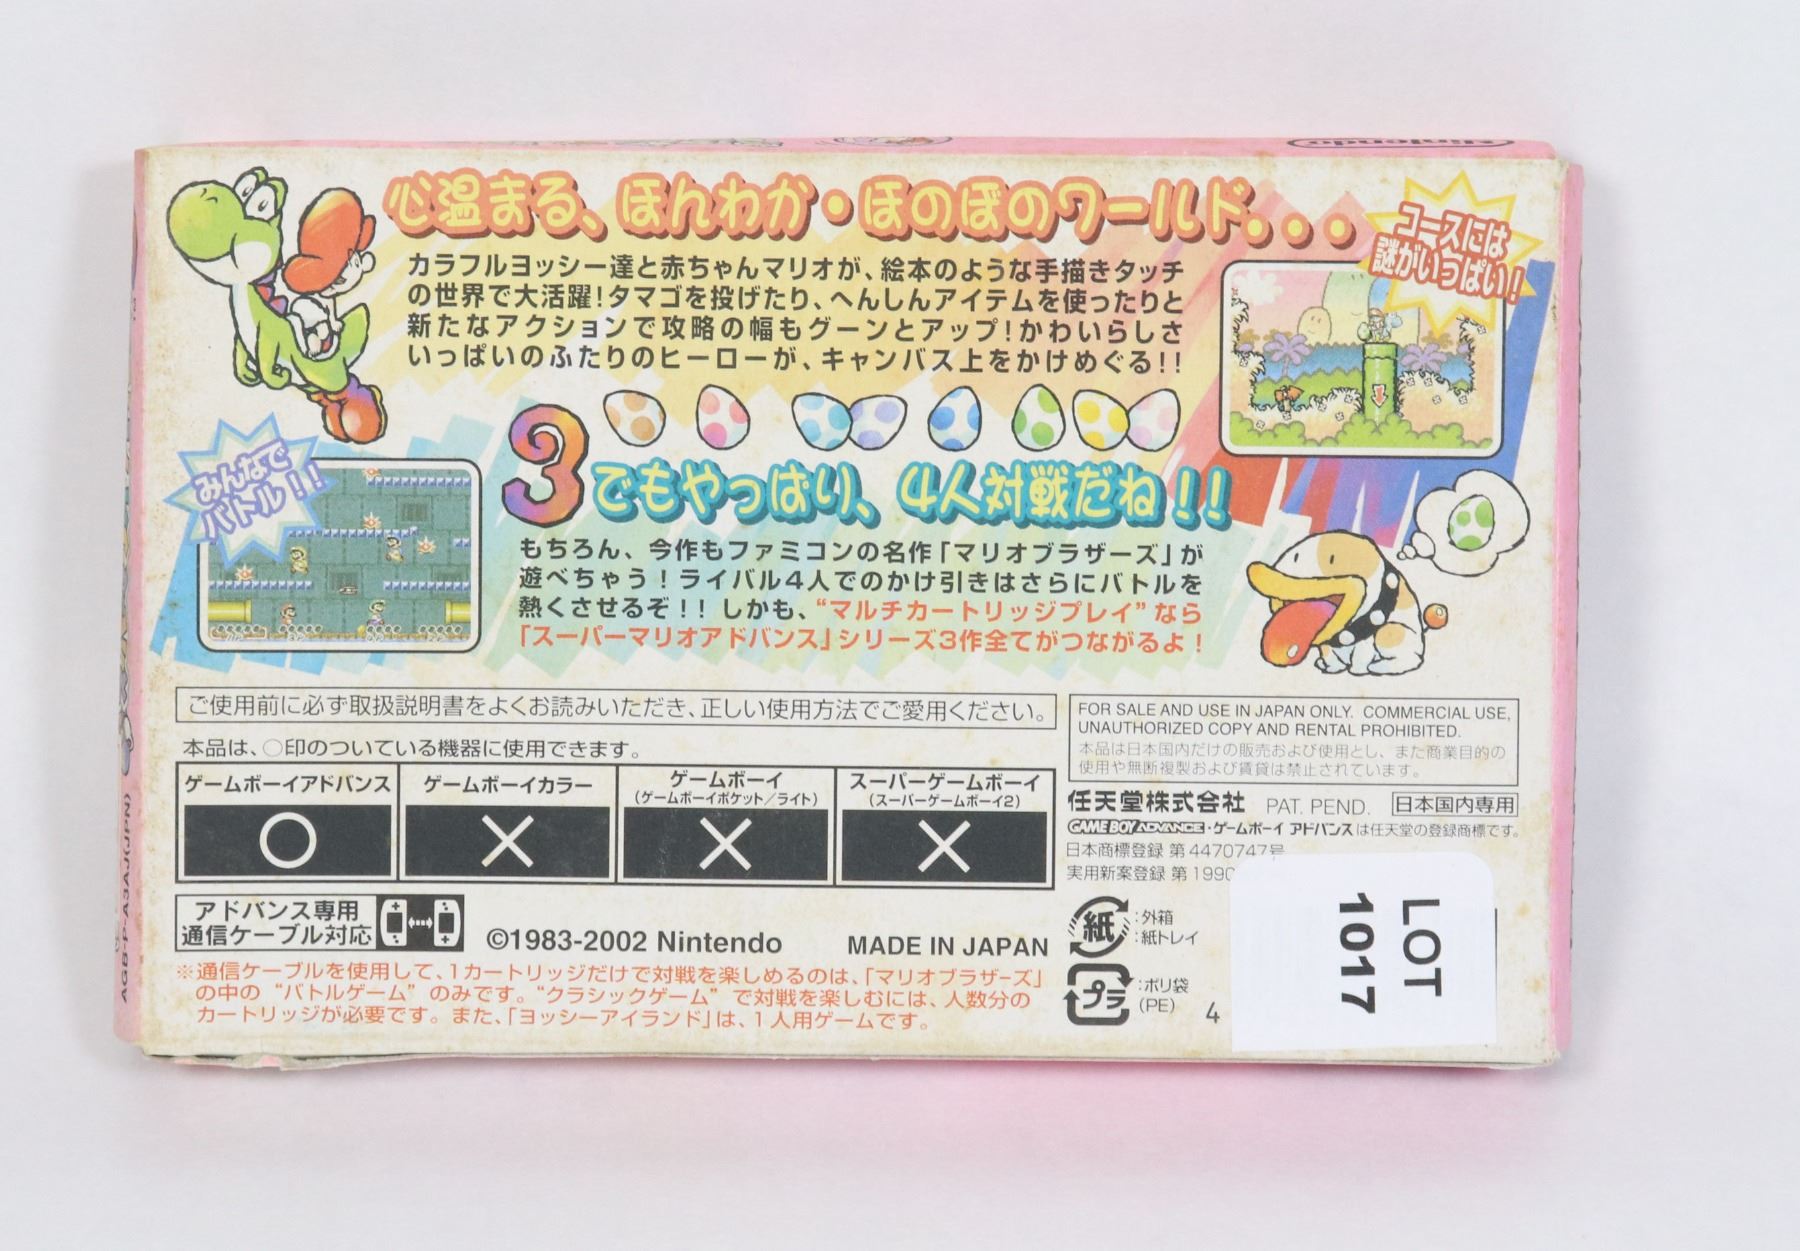 Nintendo
心温まる、ほんわか・ほのぼのワールド...
コースには
謎がいっぱい!
カラフルヨッシー達と赤ちゃんマリオが、絵本のような手描きタッチ
の世界で大活躍!タマゴを投げたり、へんしんアイテムを使ったりと
新たなアクションで攻略の幅もグーンとアップ!かわいらしさ
いっぱいのふたりのヒーローが、キャンバス上をかけめぐる!!
みんなで
バトル!!
3でもやっぱり、4人対戦だね!!
もちろん、今作もファミコンの名作「マリオブラザーズ」が
遊べちゃう!ライバル4人でのかけ引きはさらにバトルを
熱くさせるぞ!!しかも、“マルチカートリッジプレイ”なら
「スーパーマリオアドバンス」シリーズ3作全てがつながるよ!
ご使用前に必ず取扱説明書をよくお読みいただき、正しい使用方法でご愛用ください。
本品は、○印のついている機器に使用できます。
ゲームボーイアドバンス
ゲームボーイカラー
ゲームボーイ
(ゲームボーイポケット/ライト)
スーパーゲームボーイ
(スーパーゲームボーイ2)
○ × × ×
FOR SALE AND USE IN JAPAN ONLY. COMMERCIAL USE,
UNAUTHORIZED COPY AND RENTAL PROHIBITED.
本品は日本国内だけの販売および使用とし、また商業目的の
使用や無断複製および賃貸は禁止されています。
任天堂株式会社 PAT. PEND. 日本国内専用
GAME BOY ADVANCE・ゲームボーイ アドバンスは任天堂の登録商標です。
日本商標登録 第4470747号
実用新案登録 第1990
アドバンス専用
通信ケーブル対応
©1983-2002 Nintendo MADE IN JAPAN
紙 :外箱
:紙トレイ
プラ :ポリ袋
(PE)
4
※通信ケーブルを使用して、1カートリッジだけで対戦を楽しめるのは、「マリオブラザーズ」
の中の“バトルゲーム”のみです。“クラシックゲーム”で対戦を楽しむには、人数分の
カートリッジが必要です。また、「ヨッシーアイランド」は、1人用ゲームです。
LOT
1017
AGB-P-A3AJ(JPN)